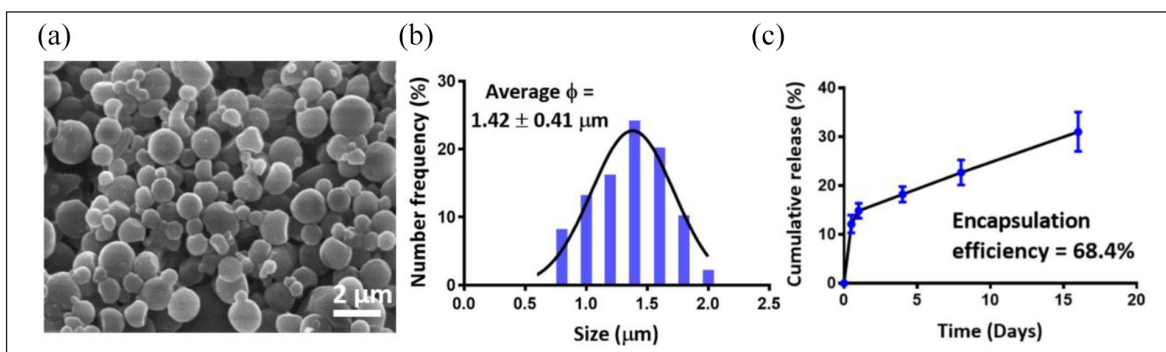 (a)
2 μm
(b)
Number frequency (%)
30
20
10
0
Average ϕ =
1.42 ± 0.41 μm
0.0 0.5 1.0 1.5 2.0 2.5
Size (μm)
(c)
Cumulative release (%)
40
30
20
10
0
Encapsulation
efficiency = 68.4%
0 5 10 15 20
Time (Days)